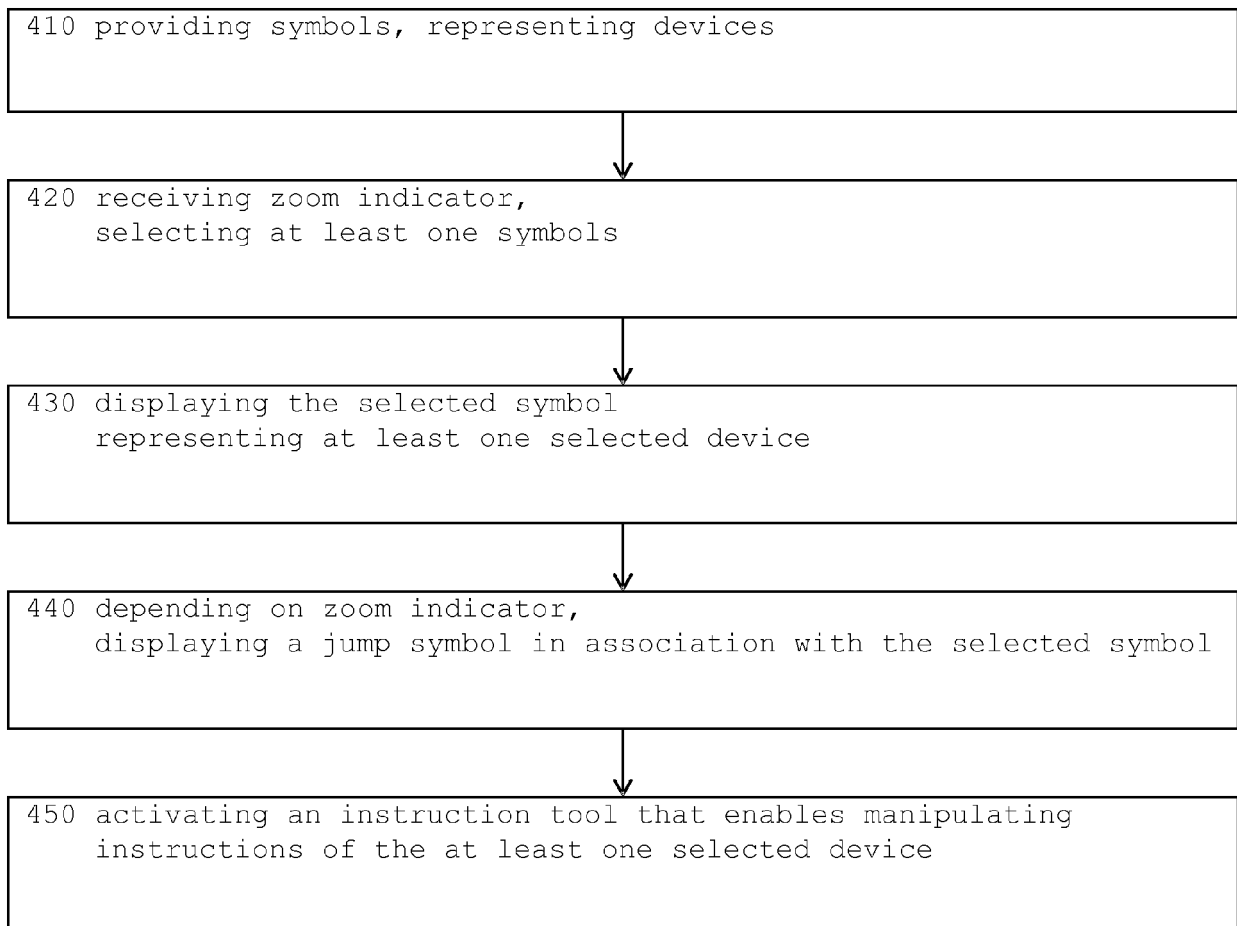 410 providing symbols, representing devices
420 receiving zoom indicator,
selecting at least one symbols
430 displaying the selected symbol
representing at least one selected device
440 depending on zoom indicator,
displaying a jump symbol in association with the selected symbol
450 activating an instruction tool that enables manipulating
instructions of the at least one selected device